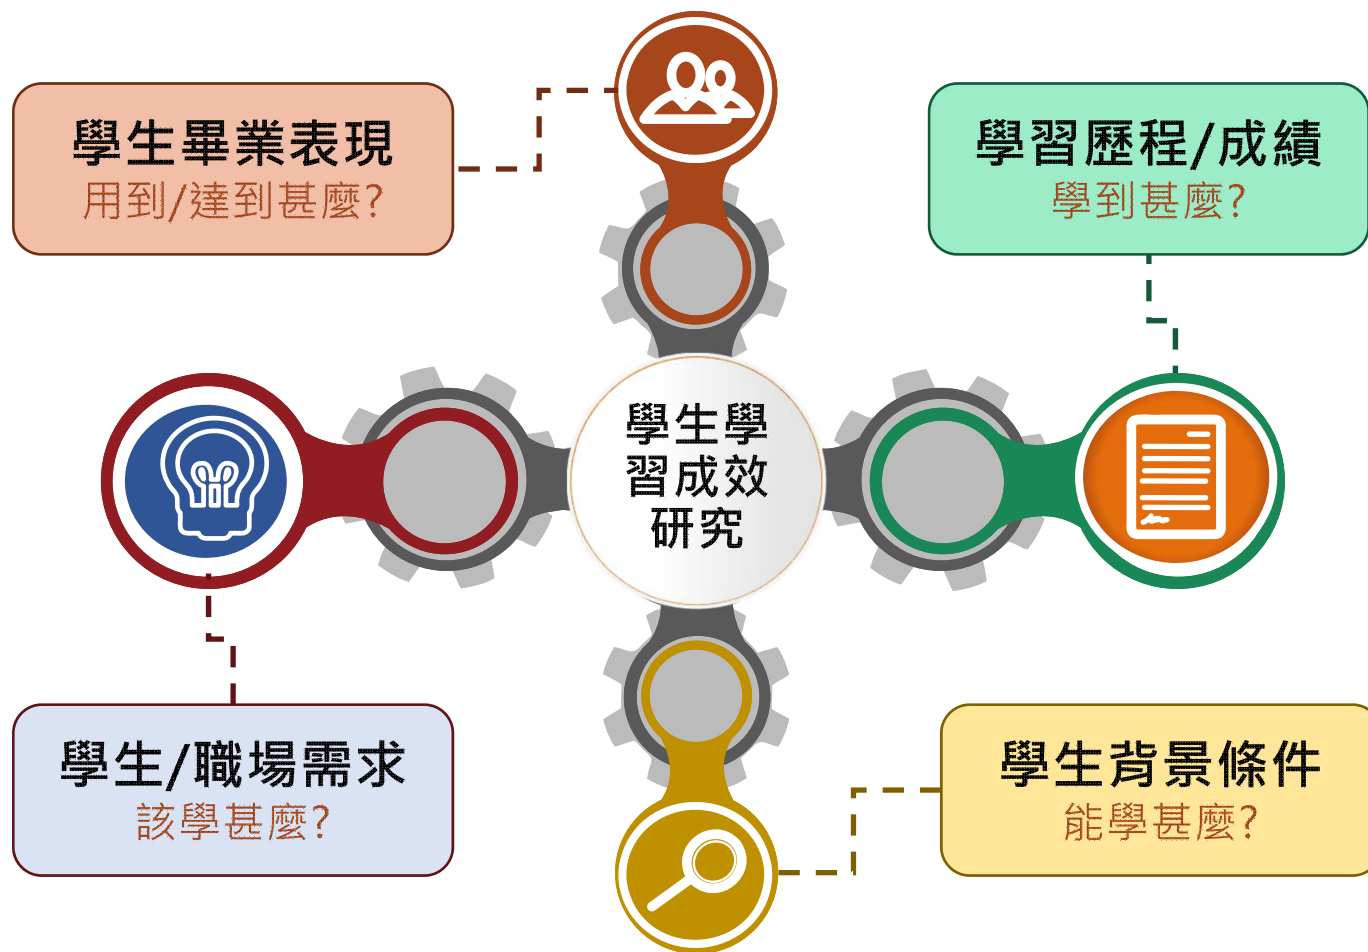 學生畢業表現
用到/達到甚麼?
學習歷程/成績
學到甚麼?
學生學
習成效
研究
學生/職場需求
該學甚麼?
學生背景條件
能學甚麼?